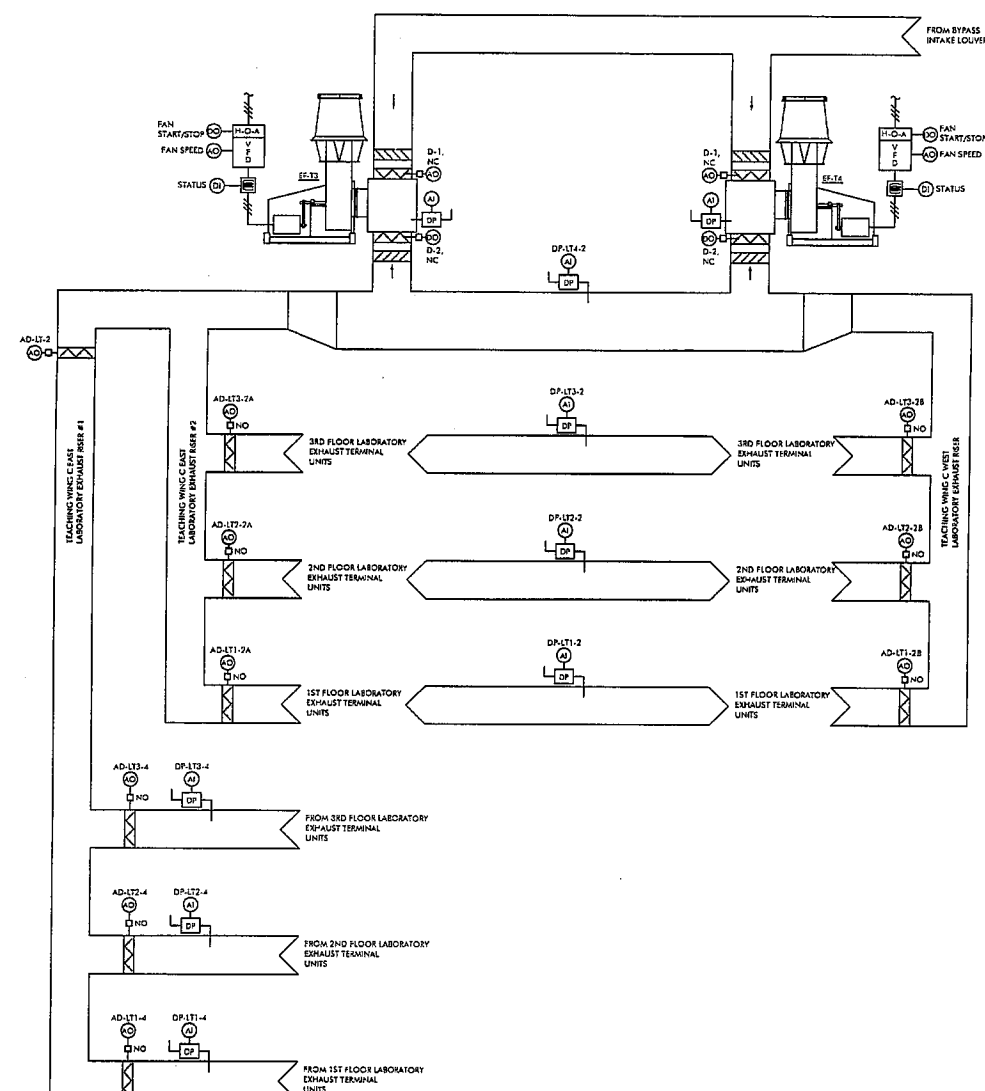 FROM BYPASS
INTAKE LOUVER
FAN
START/STOP
DO
H-O-A
FAN SPEED
AO
V
F
D
STATUS
DI
EF-T3
D-1,
NC
AO
AI
DP
DO
D-2,
NC
D-1,
NC
AO
AI
DP
DO
D-2,
NC
EF-T4
H-O-A
V
F
D
DO
FAN
START/STOP
AO
FAN SPEED
DI
STATUS
DP-LT4-2
AI
DP
AD-LT-2
AO
TEACHING WING C EAST
LABORATORY EXHAUST RISER #1
TEACHING WING C EAST
LABORATORY EXHAUST RISER #2
TEACHING WING C WEST
LABORATORY EXHAUST RISER
AD-LT3-2A
AO
NO
3RD FLOOR LABORATORY
EXHAUST TERMINAL
UNITS
DP-LT3-2
AI
DP
3RD FLOOR LABORATORY
EXHAUST TERMINAL
UNITS
AD-LT3-2B
AO
NO
AD-LT2-2A
AO
NO
2ND FLOOR LABORATORY
EXHAUST TERMINAL
UNITS
DP-LT2-2
AI
DP
2ND FLOOR LABORATORY
EXHAUST TERMINAL
UNITS
AD-LT2-2B
AO
NO
AD-LT1-2A
AO
NO
1ST FLOOR LABORATORY
EXHAUST TERMINAL
UNITS
DP-LT1-2
AI
DP
1ST FLOOR LABORATORY
EXHAUST TERMINAL
UNITS
AD-LT1-2B
AO
NO
AD-LT3-4
AO
NO
DP-LT3-4
AI
DP
FROM 3RD FLOOR LABORATORY
EXHAUST TERMINAL
UNITS
AD-LT2-4
AO
NO
DP-LT2-4
AI
DP
FROM 2ND FLOOR LABORATORY
EXHAUST TERMINAL
UNITS
AD-LT1-4
AO
NO
DP-LT1-4
AI
DP
FROM 1ST FLOOR LABORATORY
EXHAUST TERMINAL
UNITS